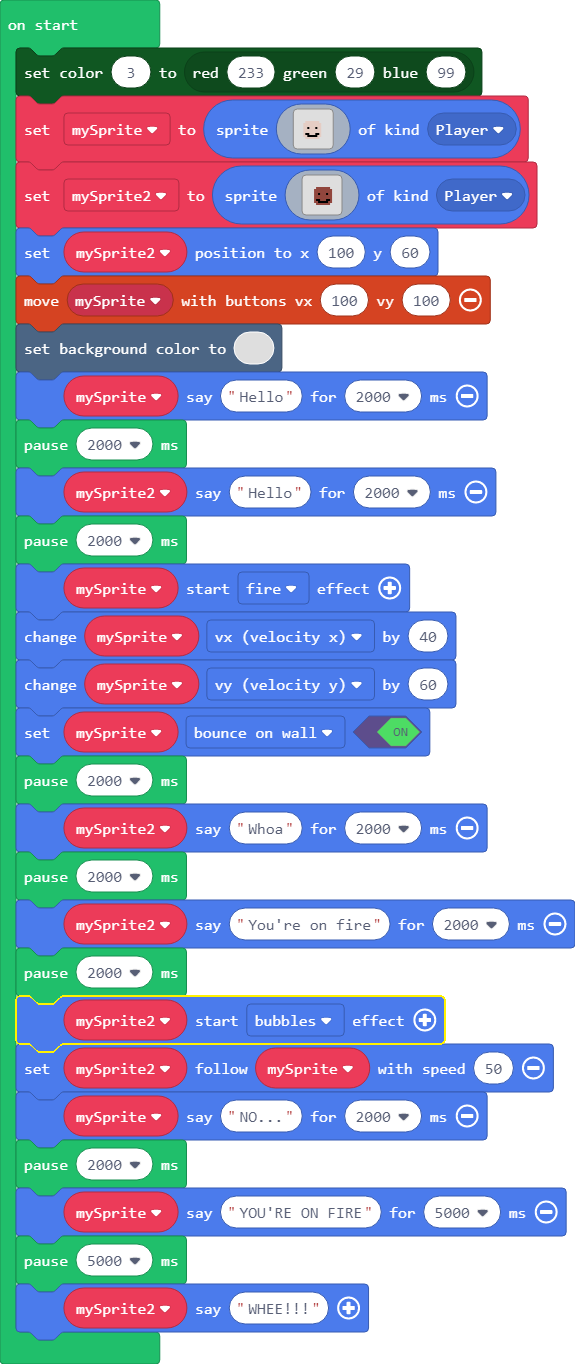 on start
set color 3 to red 233 green 29 blue 99
set mySprite to sprite of kind Player
set mySprite2 to sprite of kind Player
set mySprite2 position to x 100 y 60
move mySprite with buttons vx 100 vy 100
set background color to
mySprite say "Hello" for 2000 ms
pause 2000 ms
mySprite2 say "Hello" for 2000 ms
pause 2000 ms
mySprite start fire effect
change mySprite vx (velocity x) by 40
change mySprite vy (velocity y) by 60
set mySprite bounce on wall ON
pause 2000 ms
mySprite2 say "Whoa" for 2000 ms
pause 2000 ms
mySprite2 say "You're on fire" for 2000 ms
pause 2000 ms
mySprite2 start bubbles effect
set mySprite2 follow mySprite with speed 50
mySprite say "NO..." for 2000 ms
pause 2000 ms
mySprite say "YOU'RE ON FIRE" for 5000 ms
pause 5000 ms
mySprite2 say "WHEE!!!"